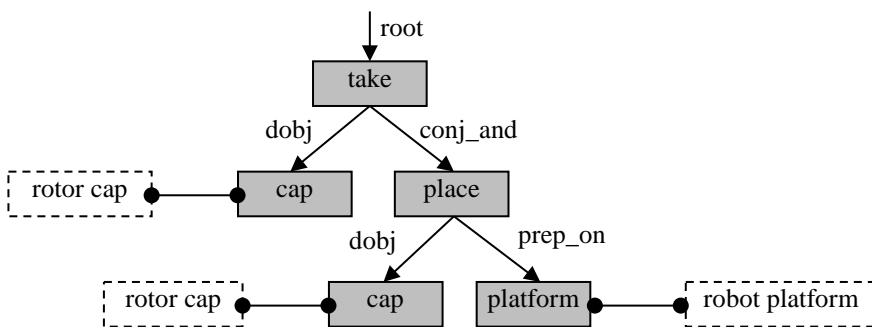 root
take
dobj conj_and
rotor cap cap place
dobj prep_on
rotor cap cap platform robot platform